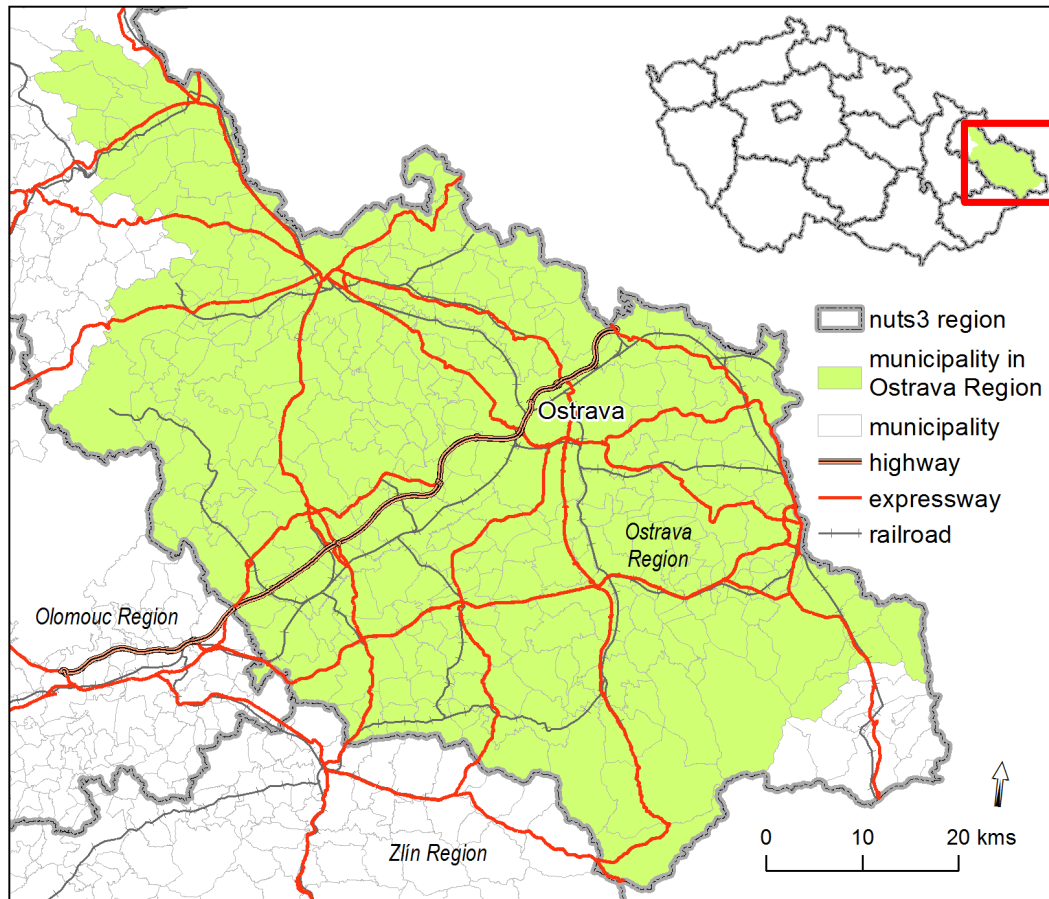 nuts3 region
municipality in
Ostrava Region
municipality
highway
expressway
railroad
Ostrava
Ostrava
Region
Olomouc Region
Zlín Region
0 10 20 kms